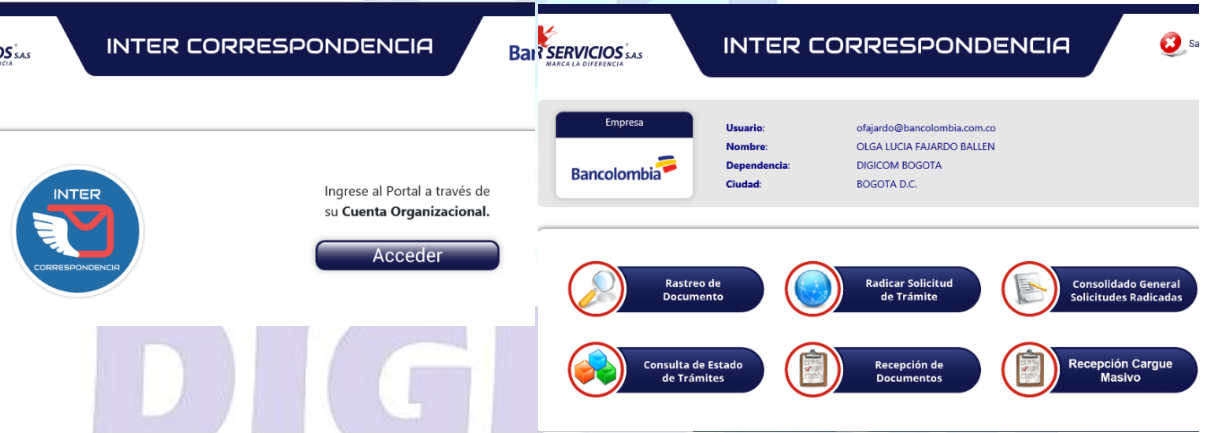 OS S.A.S
INTER CORRESPONDENCIA
Ban
INTER
CORRESPONDENCIA
Ingrese al Portal a través de
su Cuenta Organizacional.
Acceder
R SERVICIOS S.A.S
MARCA LA DIFERENCIA
INTER CORRESPONDENCIA
Sa
Empresa
Bancolombia
Usuario: ofajardo@bancolombia.com.co
Nombre: OLGA LUCIA FAJARDO BALLEN
Dependencia: DIGICOM BOGOTA
Ciudad: BOGOTA D.C.
Rastreo de
Documento
Radicar Solicitud
de Trámite
Consolidado General
Solicitudes Radicadas
Consulta de Estado
de Trámites
Recepción de
Documentos
Recepción Cargue
Masivo
DIG